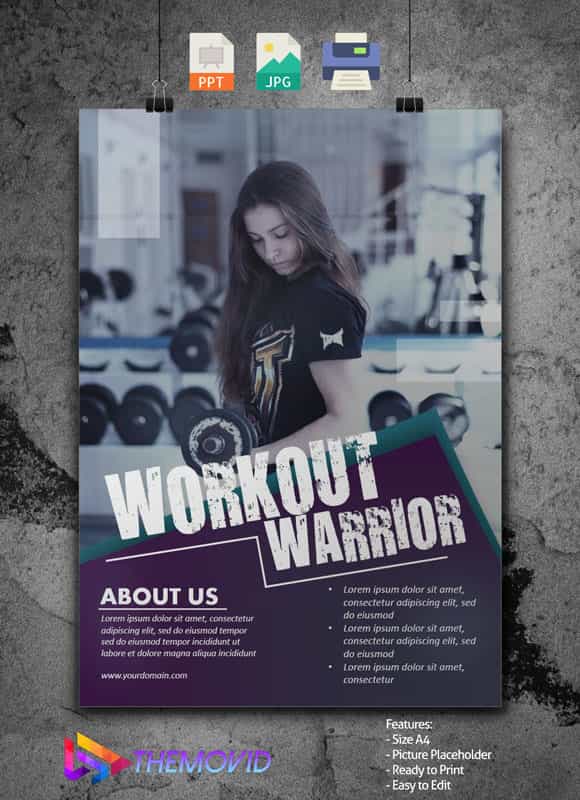 PPT
JPG
WORKOUT
WARRIOR
ABOUT US
Lorem ipsum dolor sit amet, consectetur
adipiscing elit, sed do eiusmod tempor
sed do eiusmod tempor incididunt ut
labore et dolore magna aliqua incididunt
www.yourdomain.com
• Lorem ipsum dolor sit amet,
consectetur adipiscing elit, sed
do eiusmod
• Lorem ipsum dolor sit amet,
consectetur adipiscing elit, sed
do eiusmod
• Lorem ipsum dolor sit amet,
consectetur
THEMOVID
Features:
- Size A4
- Picture Placeholder
- Ready to Print
- Easy to Edit